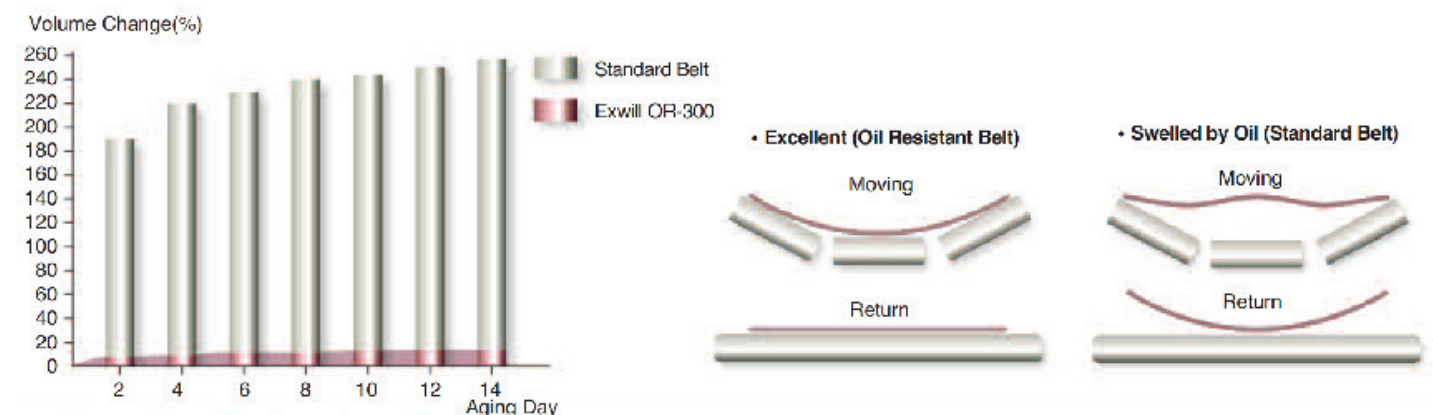 Volume Change(%)
260
240
220
200
180
160
140
120
100
80
60
40
20
0
2 4 6 8 10 12 14
Aging Day
Standard Belt
Exwill OR-300
• Excellent (Oil Resistant Belt)
Moving
Return
• Swelled by Oil (Standard Belt)
Moving
Return